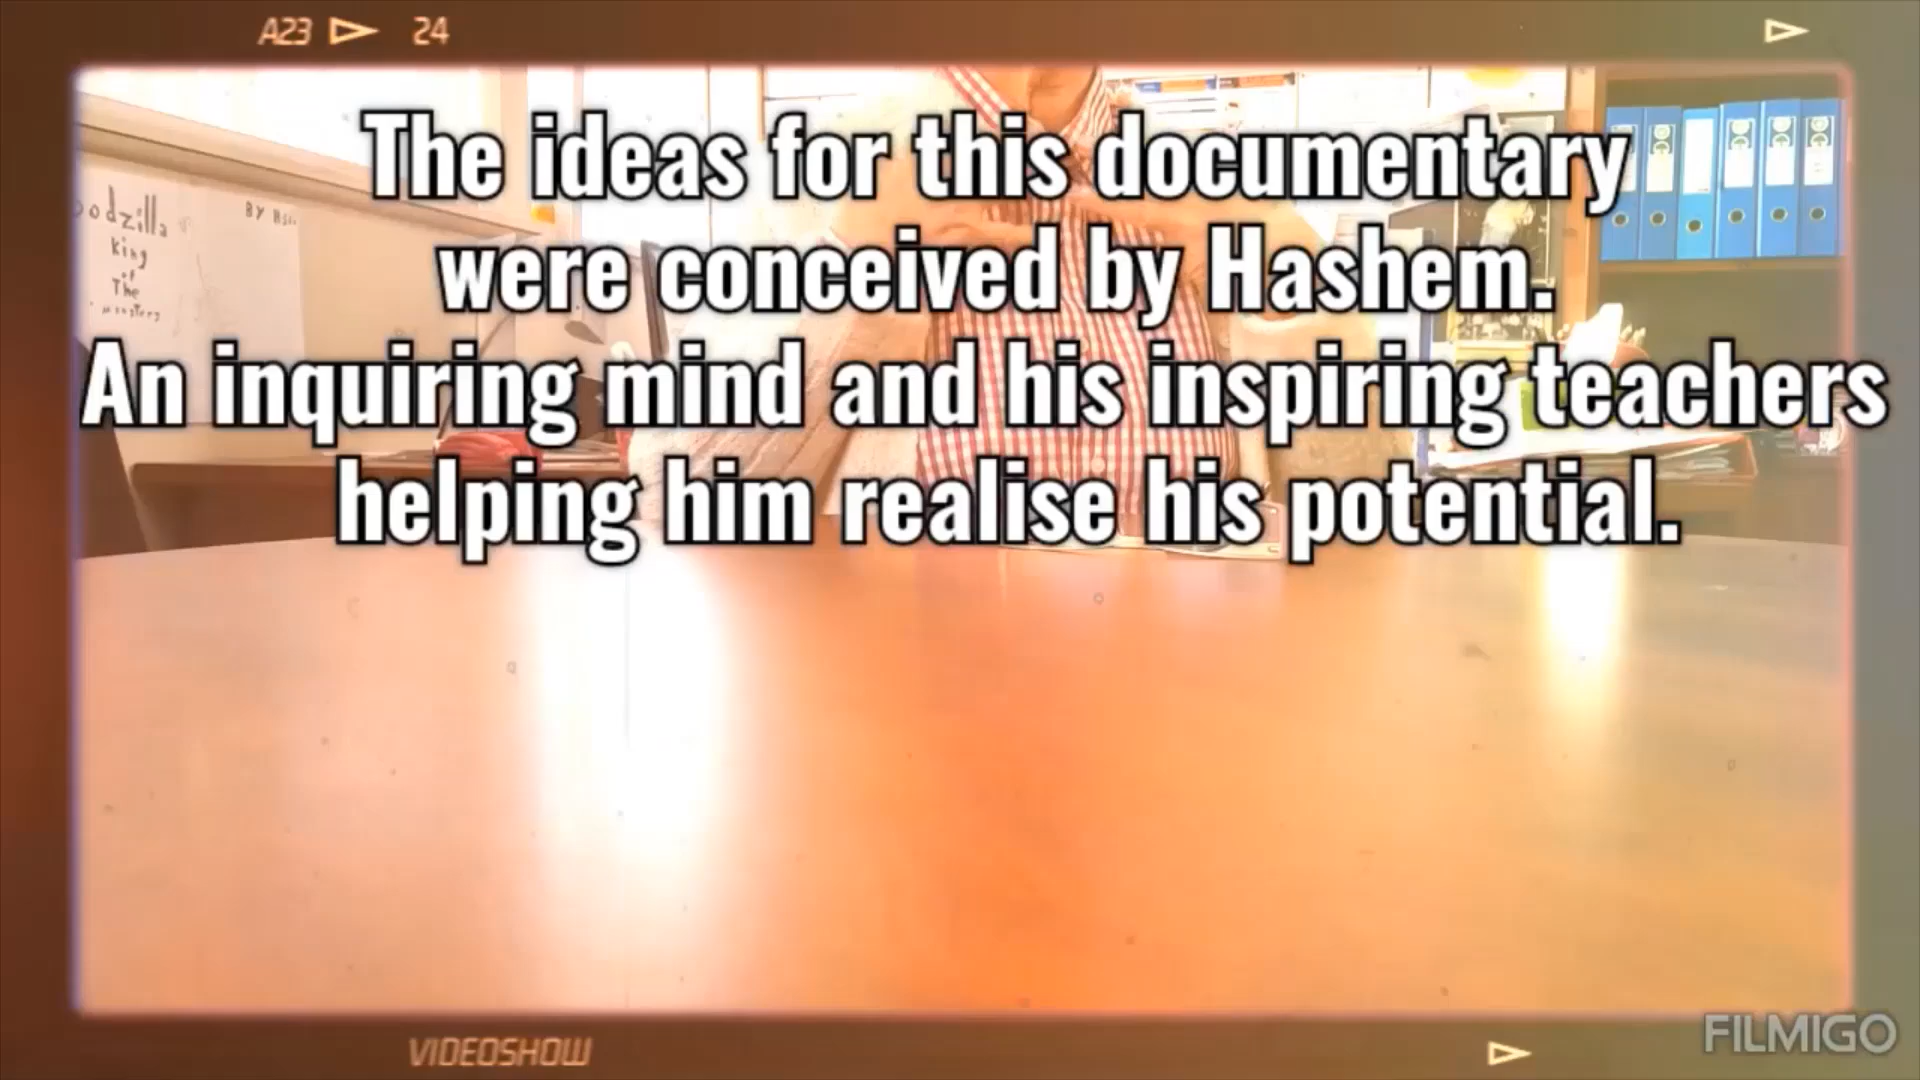 A23 24
The ideas for this documentary
were conceived by Hashem.
An inquiring mind and his inspiring teachers
helping him realise his potential.
odzilla
King
of
The
BY
VIDEOSHOW
FILMIGO